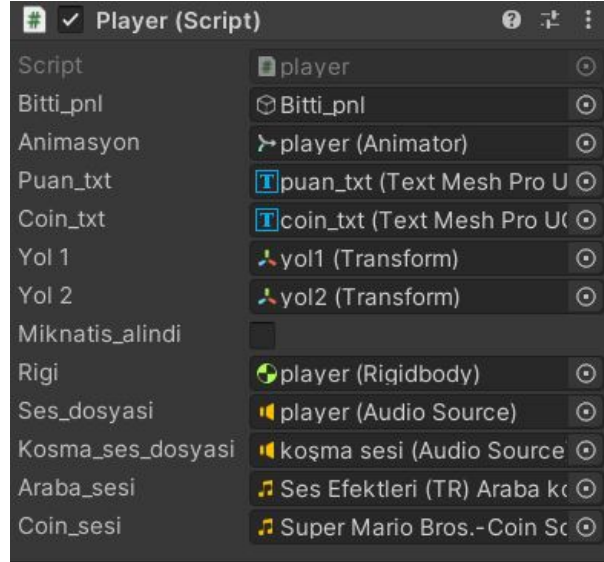 Player (Script)
Script player
Bitti_pnl Bitti_pnl
Animasyon player (Animator)
Puan_txt puan_txt (Text Mesh Pro U
Coin_txt coin_txt (Text Mesh Pro U
Yol 1 yol1 (Transform)
Yol 2 yol2 (Transform)
Miknatis_alindi
Rigi player (Rigidbody)
Ses_dosyasi player (Audio Source)
Kosma_ses_dosyasi koşma sesi (Audio Source
Araba_sesi Ses Efektleri (TR) Araba k
Coin_sesi Super Mario Bros.-Coin S